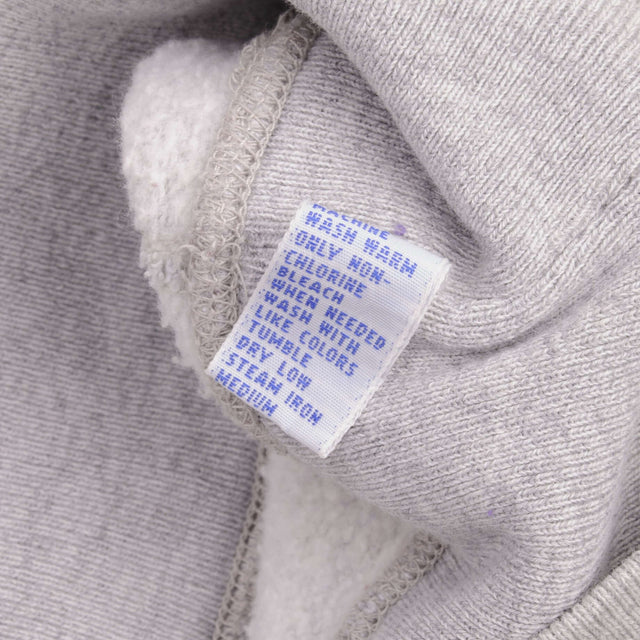 MACHINE
WASH WARM
ONLY NON-
CHLORINE
BLEACH
WHEN NEEDED
WASH WITH
LIKE COLORS
TUMBLE
DRY LOW
STEAM IRON
MEDIUM